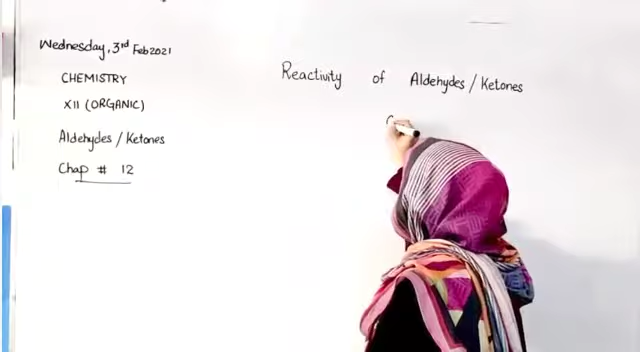 Wednesday, 3rd Feb 2021
CHEMISTRY
XII (ORGANIC)
Aldehydes / Ketones
Chap # 12
Reactivity of Aldehydes / Ketones